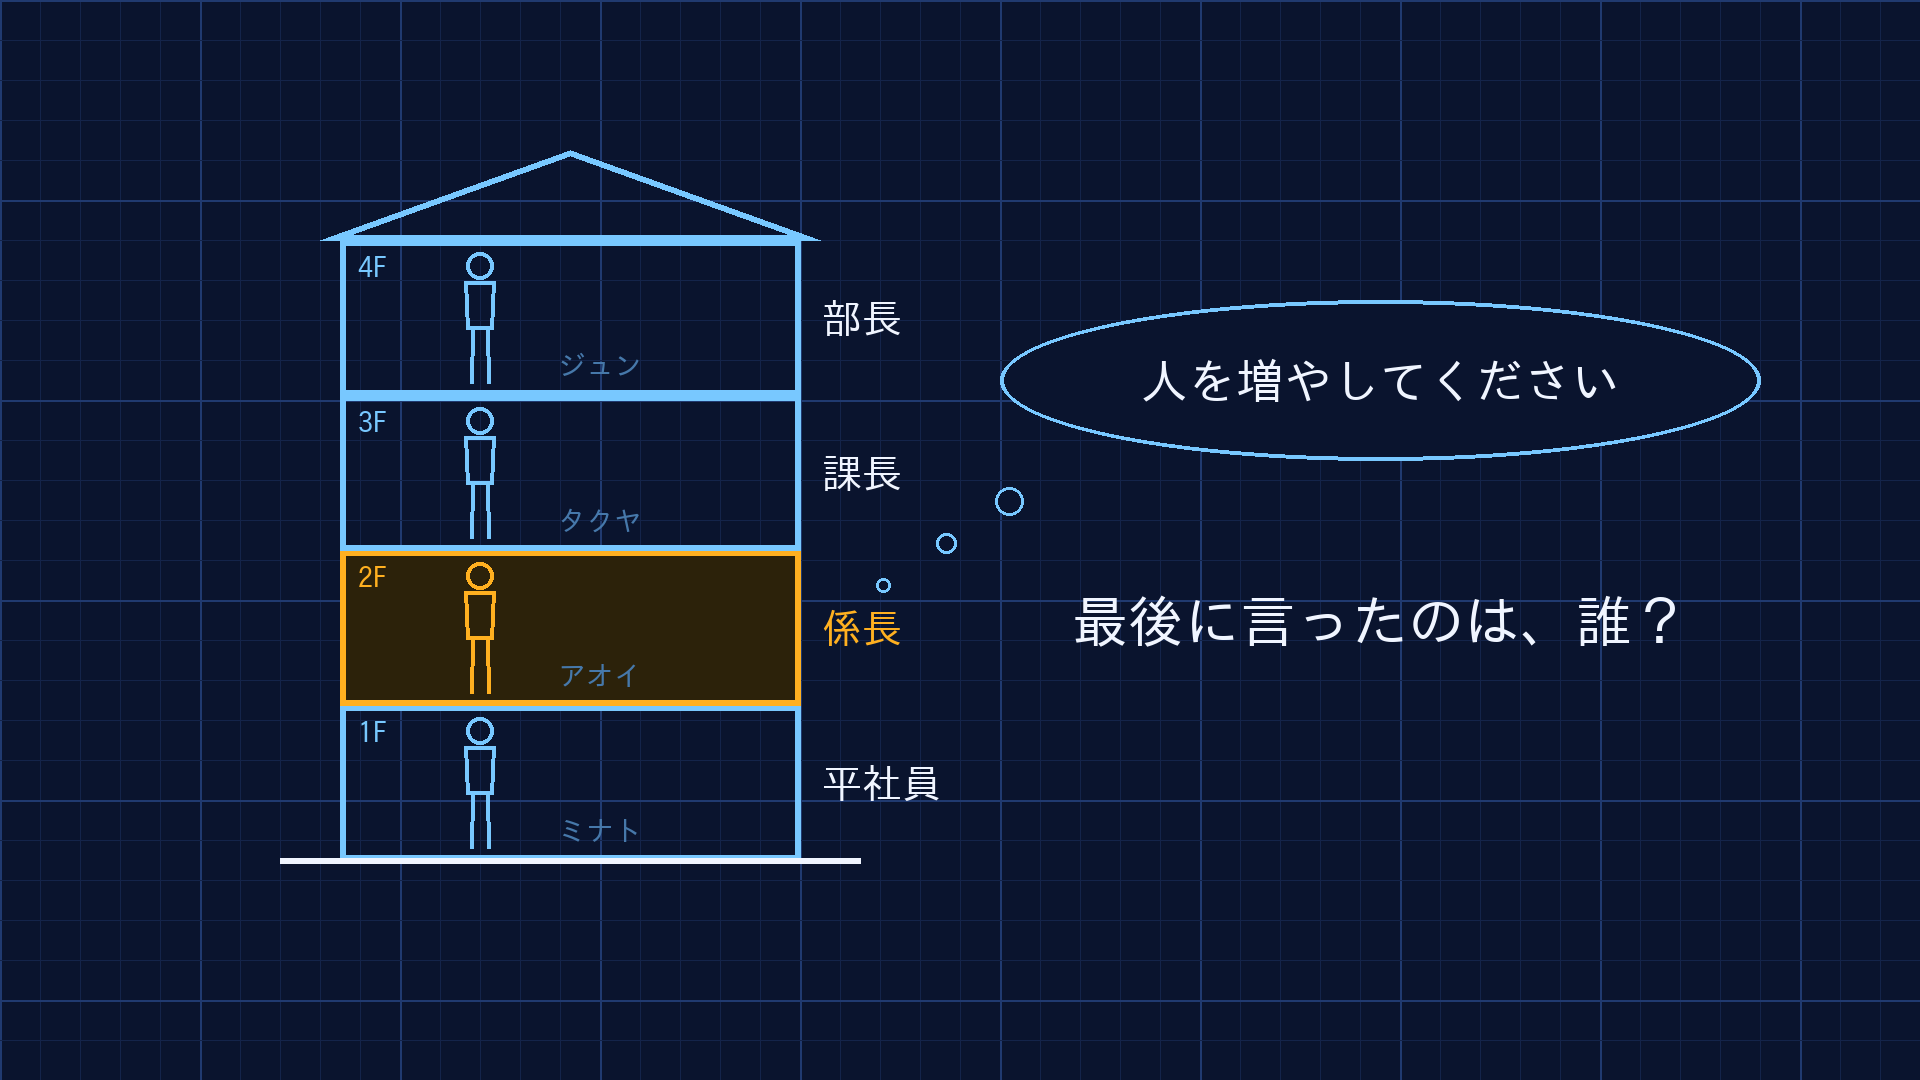 4F
ジュン
部長
3F
タクヤ
課長
2F
アオイ
係長
1F
ミナト
平社員
人を増やしてください
最後に言ったのは、誰？